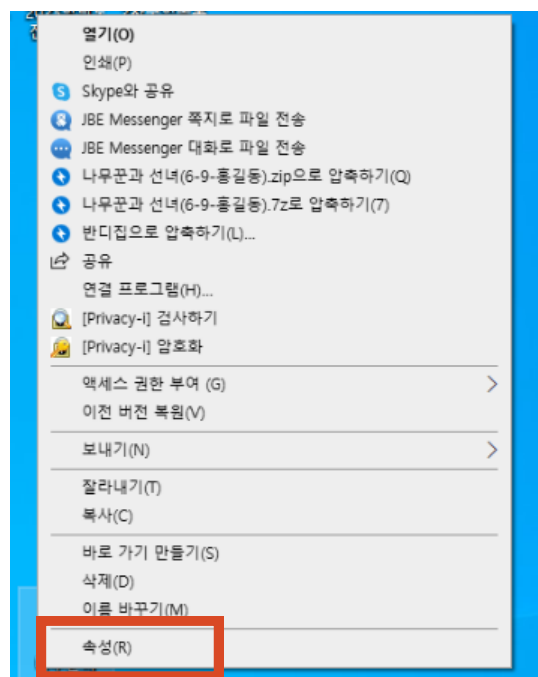 열기(O)
인쇄(P)
Skype와 공유
JBE Messenger 쪽지로 파일 전송
JBE Messenger 대화로 파일 전송
나무꾼과 선녀(6-9-홍길동).zip으로 압축하기(Q)
나무꾼과 선녀(6-9-홍길동).7z로 압축하기(7)
반디집으로 압축하기(L)...
공유
연결 프로그램(H)...
[Privacy-i] 검사하기
[Privacy-i] 암호화
액세스 권한 부여 (G)
이전 버전 복원(V)
보내기(N)
잘라내기(T)
복사(C)
바로 가기 만들기(S)
삭제(D)
이름 바꾸기(M)
속성(R)